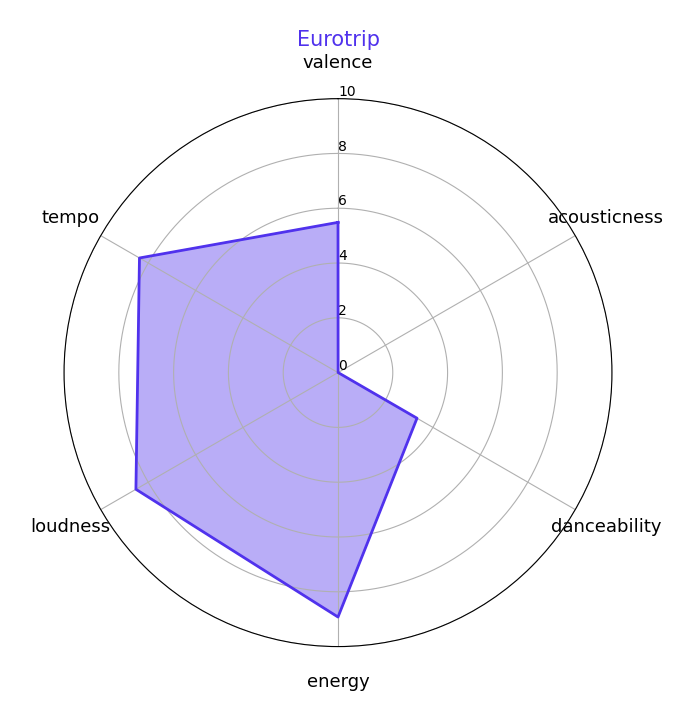 Eurotrip
valence
10
8
tempo
6
acousticness
4
2
0
loudness
danceability
energy